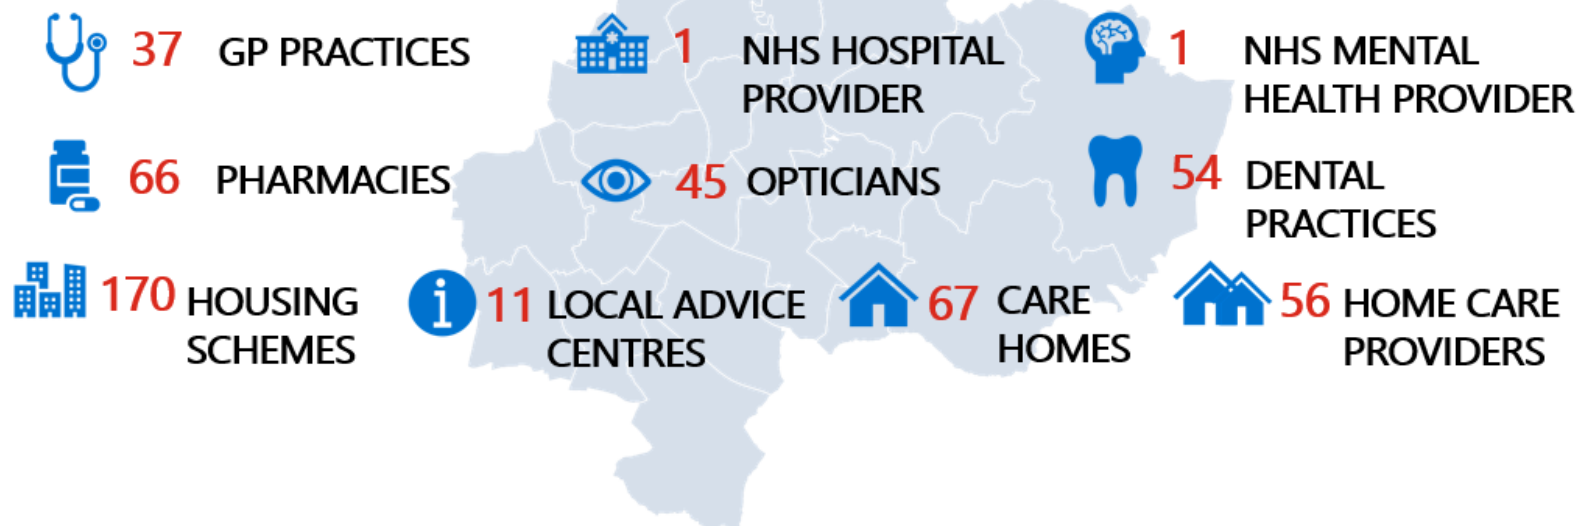 37 GP PRACTICES
1 NHS HOSPITAL
PROVIDER
1 NHS MENTAL
HEALTH PROVIDER
66 PHARMACIES
45 OPTICIANS
54 DENTAL
PRACTICES
170 HOUSING
SCHEMES
11 LOCAL ADVICE
CENTRES
67 CARE
HOMES
56 HOME CARE
PROVIDERS